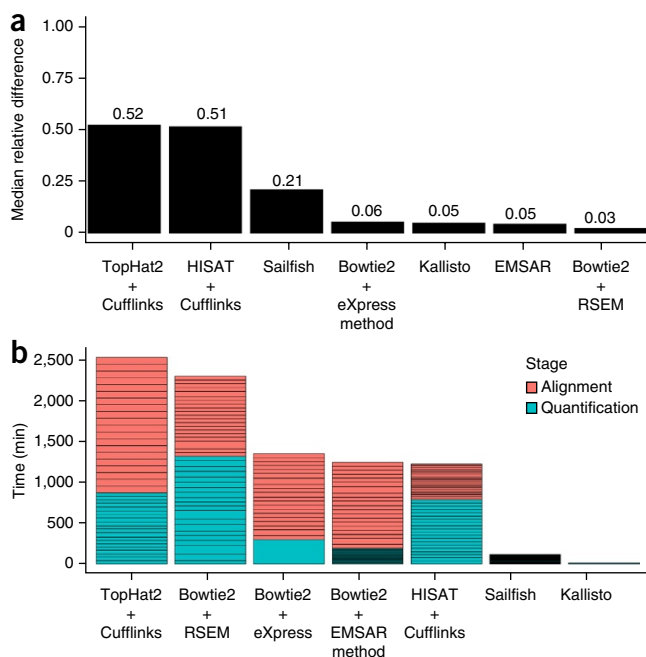 a
Median relative difference
1.00
0.75
0.50
0.25
0
0.52
0.51
0.21
0.06
0.05
0.05
0.03
TopHat2
+
Cufflinks
HISAT
+
Cufflinks
Sailfish
Bowtie2
+
eXpress
method
Kallisto
EMSAR
Bowtie2
+
RSEM
b
Time (min)
2,500
2,000
1,500
1,000
500
0
Stage
Alignment
Quantification
TopHat2
+
Cufflinks
Bowtie2
+
RSEM
Bowtie2
+
eXpress
Bowtie2
+
EMSAR
method
HISAT
+
Cufflinks
Sailfish
Kallisto